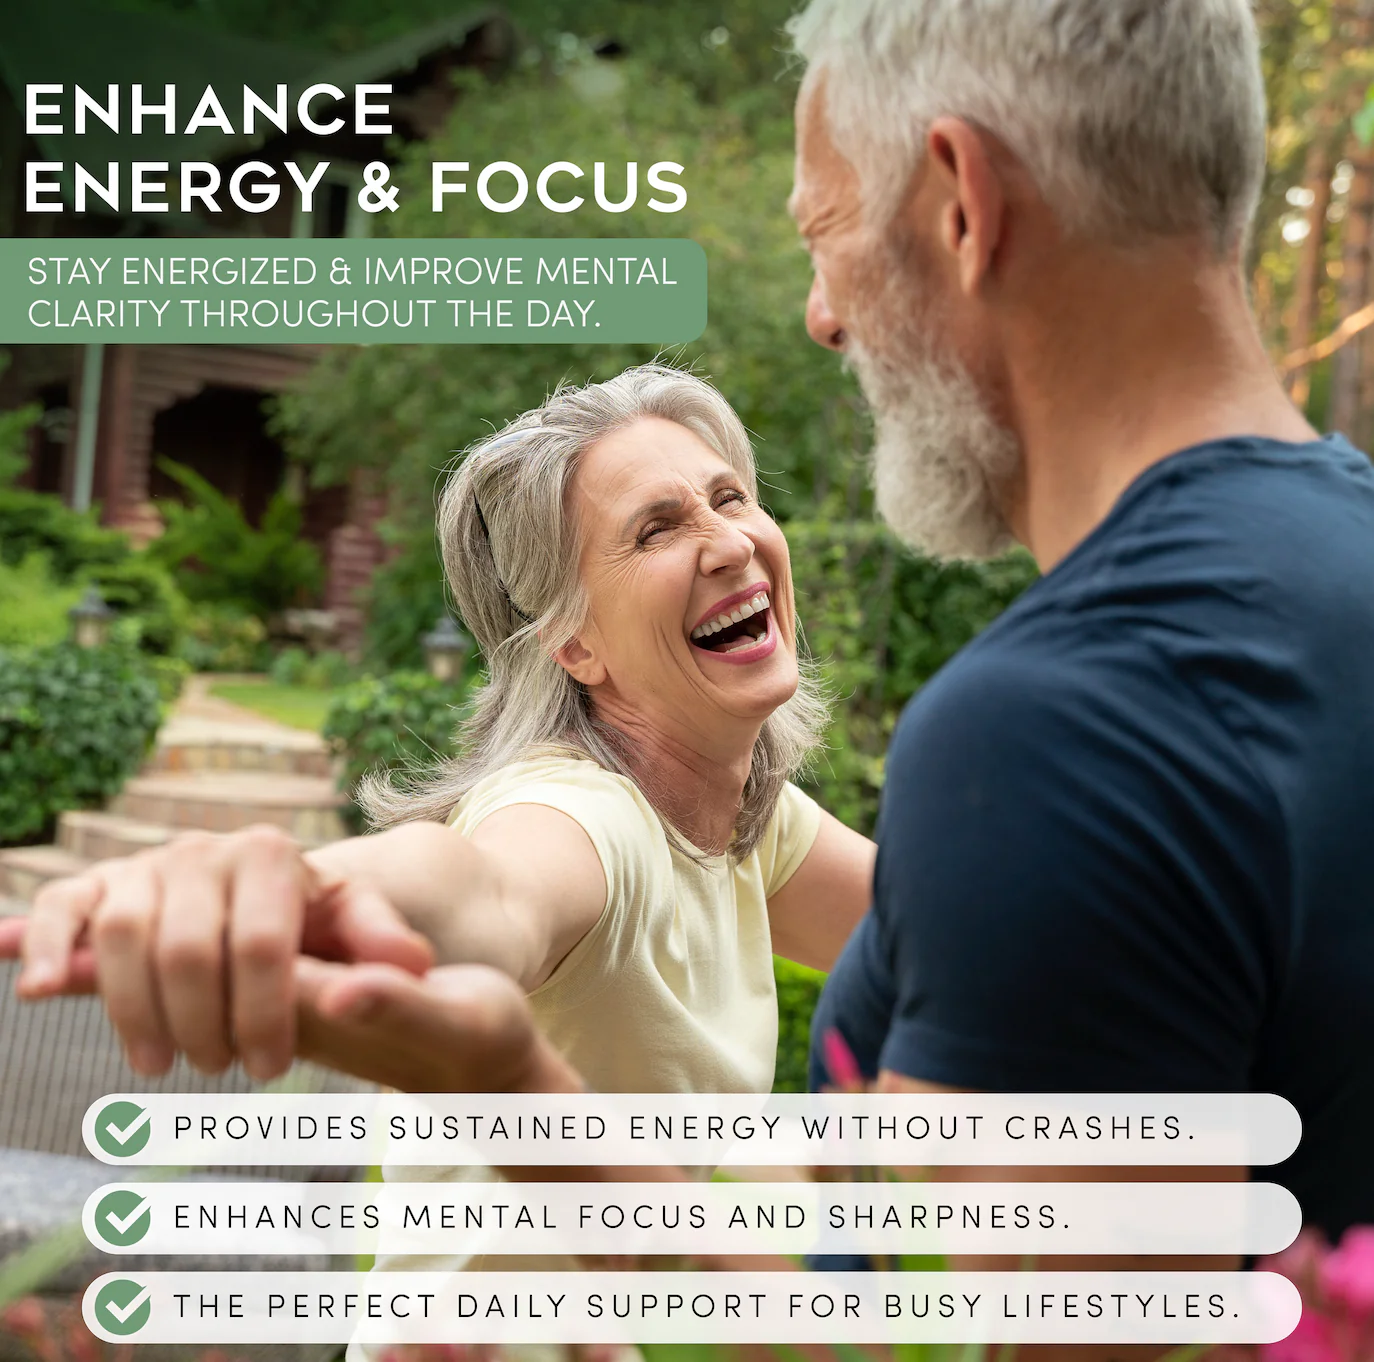 ENHANCE
ENERGY & FOCUS
STAY ENERGIZED & IMPROVE MENTAL
CLARITY THROUGHOUT THE DAY.
PROVIDES SUSTAINED ENERGY WITHOUT CRASHES.
ENHANCES MENTAL FOCUS AND SHARPNESS.
THE PERFECT DAILY SUPPORT FOR BUSY LIFESTYLES.